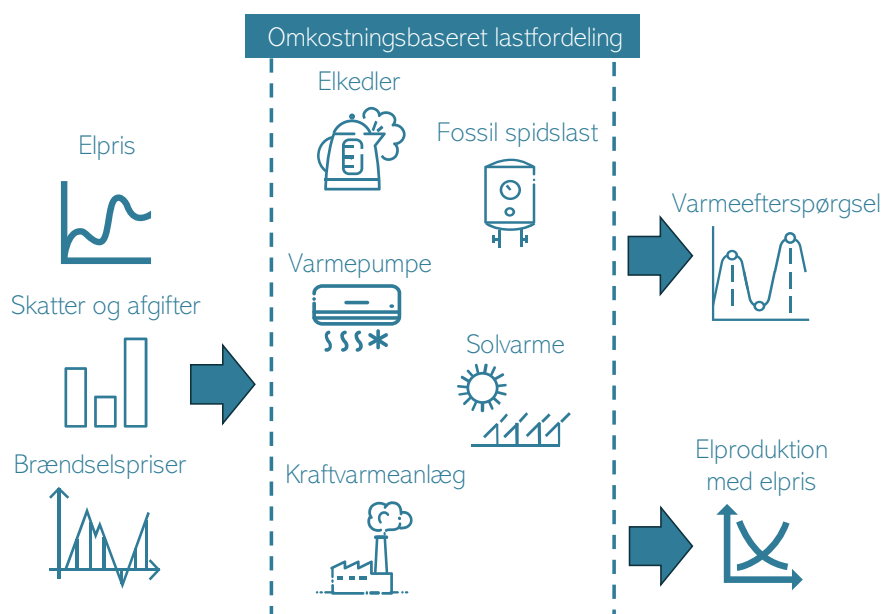 Omkostningsbaseret lastfordeling
Elpris
Skatter og afgifter
Brændselspriser
Elkedler
Fossil spidslast
Varmepumpe
Solvarme
Kraftvarmeanlæg
Varmeefterspørgsel
Elproduktion
med elpris